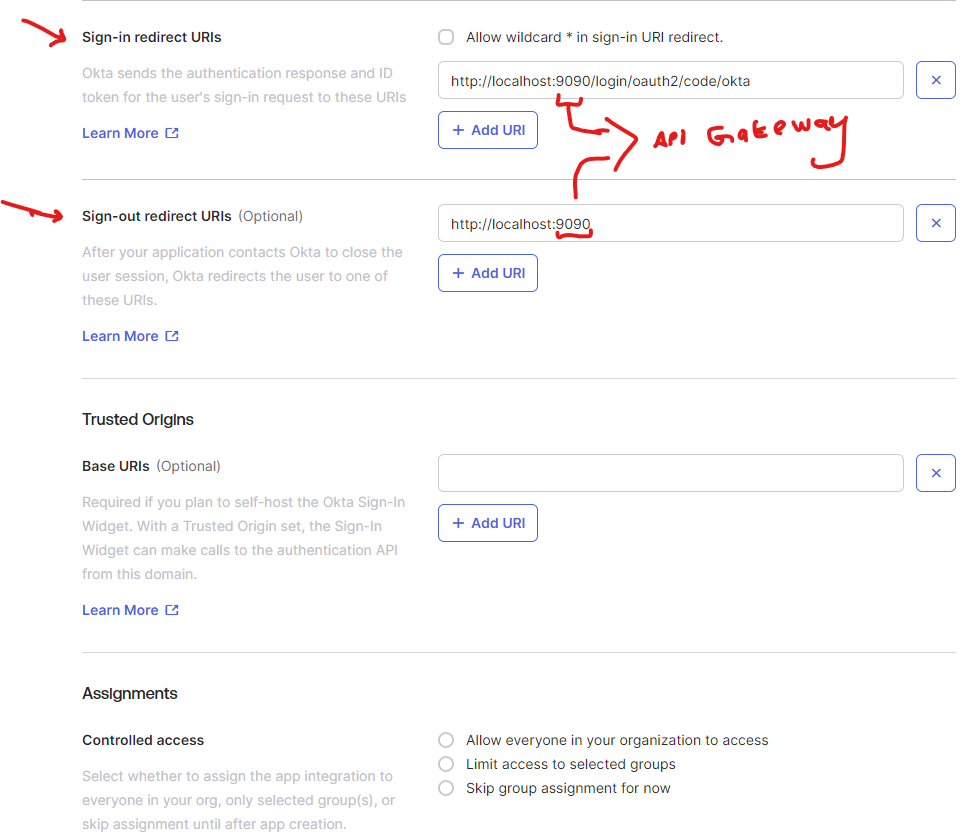 Sign-in redirect URIs
Okta sends the authentication response and ID
token for the user's sign-in request to these URIs
Learn More
Allow wildcard * in sign-in URI redirect.
http://localhost:9090/login/oauth2/code/okta
+ Add URI
API Gateway
Sign-out redirect URIs (Optional)
After your application contacts Okta to close the
user session, Okta redirects the user to one of
these URIs.
Learn More
http://localhost:9090
+ Add URI
Trusted Origins
Base URIs (Optional)
Required if you plan to self-host the Okta Sign-In
Widget. With a Trusted Origin set, the Sign-In
Widget can make calls to the authentication API
from this domain.
Learn More
+ Add URI
Assignments
Controlled access
Select whether to assign the app integration to
everyone in your org, only selected group(s), or
skip assignment until after app creation.
Allow everyone in your organization to access
Limit access to selected groups
Skip group assignment for now